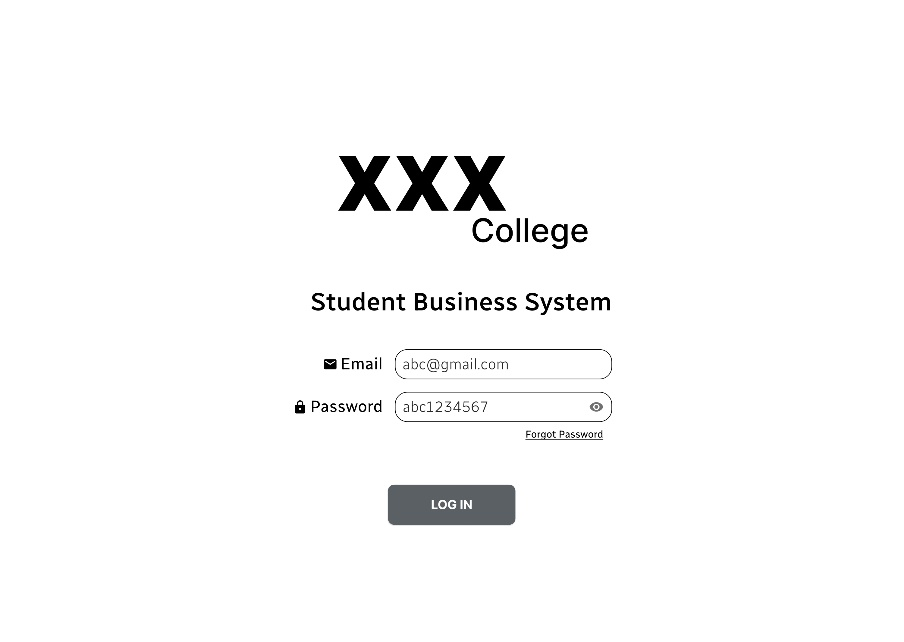 XXX
College
Student Business System
Email abc@gmail.com
Password abc1234567
Forgot Password
LOG IN